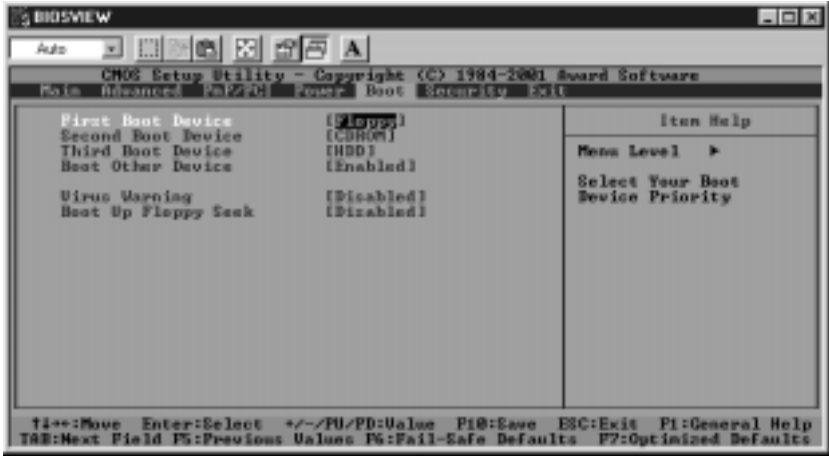 BIOSVIEW
Auto
A
CMOS Setup Utility - Copyright (C) 1984-2001 Award Software
Main Advanced PnP/PCI Power Boot Security Exit
First Boot Device [Floppy]
Second Boot Device [CDROM]
Third Boot Device [HDD]
Boot Other Device [Enabled]
Virus Warning [Disabled]
Boot Up Floppy Seek [Disabled]
Item Help
Menu Level ►
Select Your Boot
Device Priority
↑↓→←:Move Enter:Select +/-/PU/PD:Value F10:Save ESC:Exit F1:General Help
TAB:Next Field F5:Previous Values F6:Fail-Safe Defaults F7:Optimized Defaults